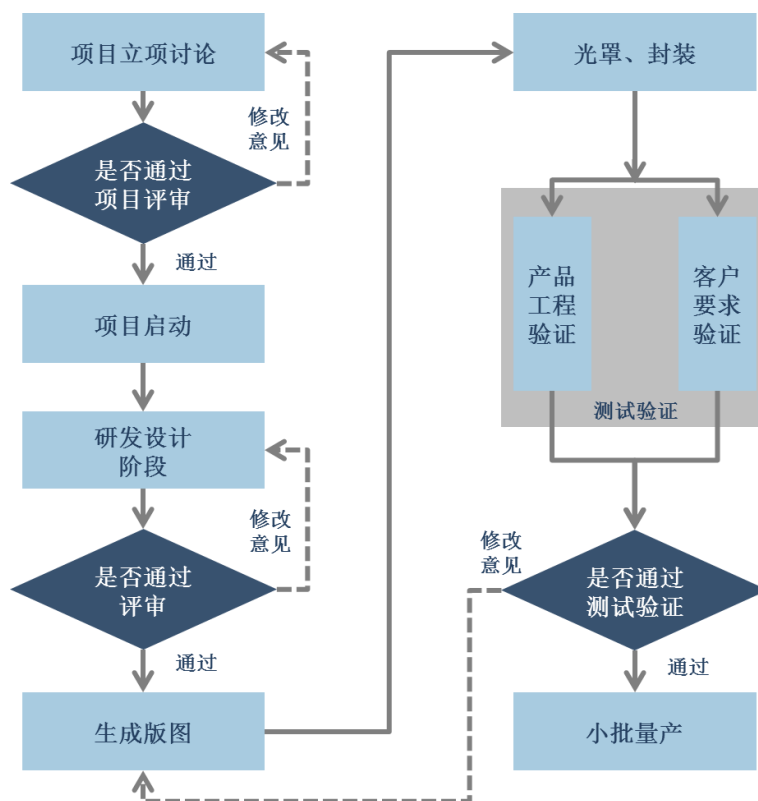 项目立项讨论
修改
意见
是否通过
项目评审
通过
项目启动
研发设计
阶段
修改
意见
是否通过
评审
通过
生成版图
光罩、封装
产品
工程
验证
客户
要求
验证
测试验证
修改
意见
是否通过
测试验证
通过
小批量产